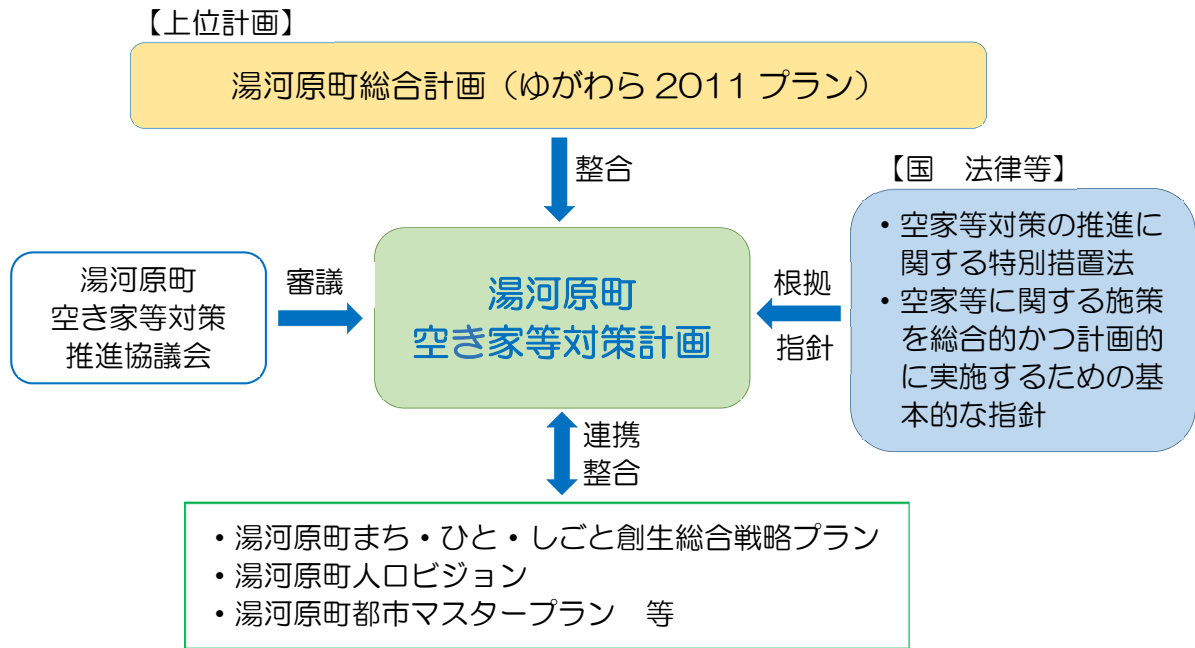 【上位計画】
湯河原町総合計画（ゆがわら 2011 プラン）
整合
【国　法律等】
・空家等対策の推進に
関する特別措置法
・空家等に関する施策
を総合的かつ計画的
に実施するための基
本的な指針
湯河原町
空き家等対策
推進協議会
審議
湯河原町
空き家等対策計画
根拠
指針
連携
整合
・湯河原町まち・ひと・しごと創生総合戦略プラン
・湯河原町人口ビジョン
・湯河原町都市マスタープラン　等